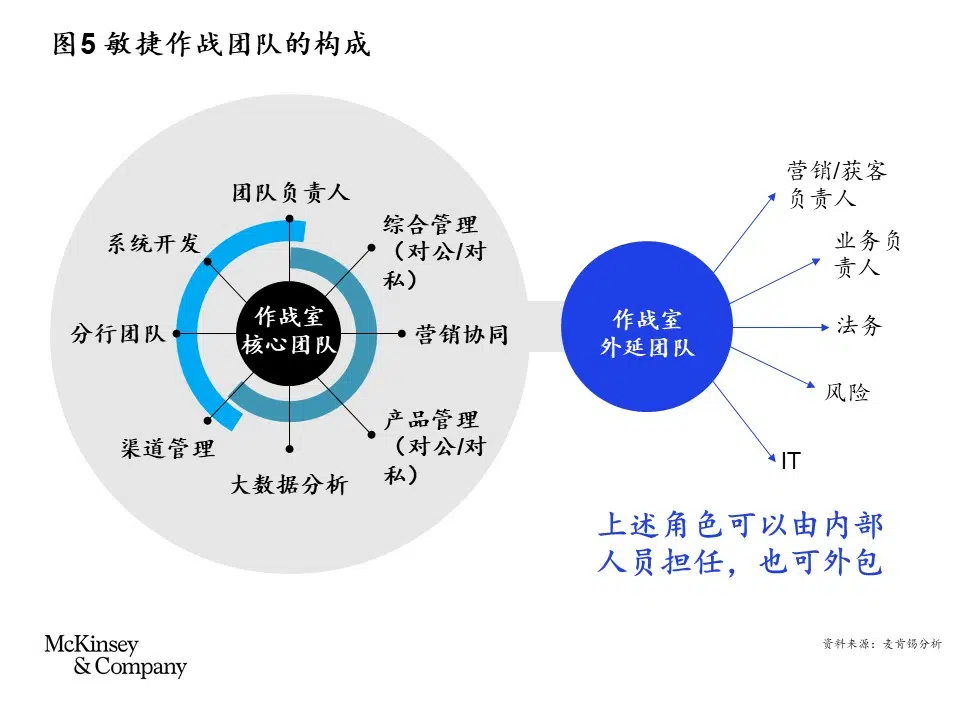 图5 敏捷作战团队的构成
团队负责人
综合管理
（对公/对
私）
营销协同
产品管理
（对公/对
私）
大数据分析
渠道管理
分行团队
系统开发
作战室
核心团队
作战室
外延团队
营销/获客
负责人
业务负
责人
法务
风险
IT
上述角色可以由内部
人员担任，也可外包
McKinsey
& Company
资料来源：麦肯锡分析